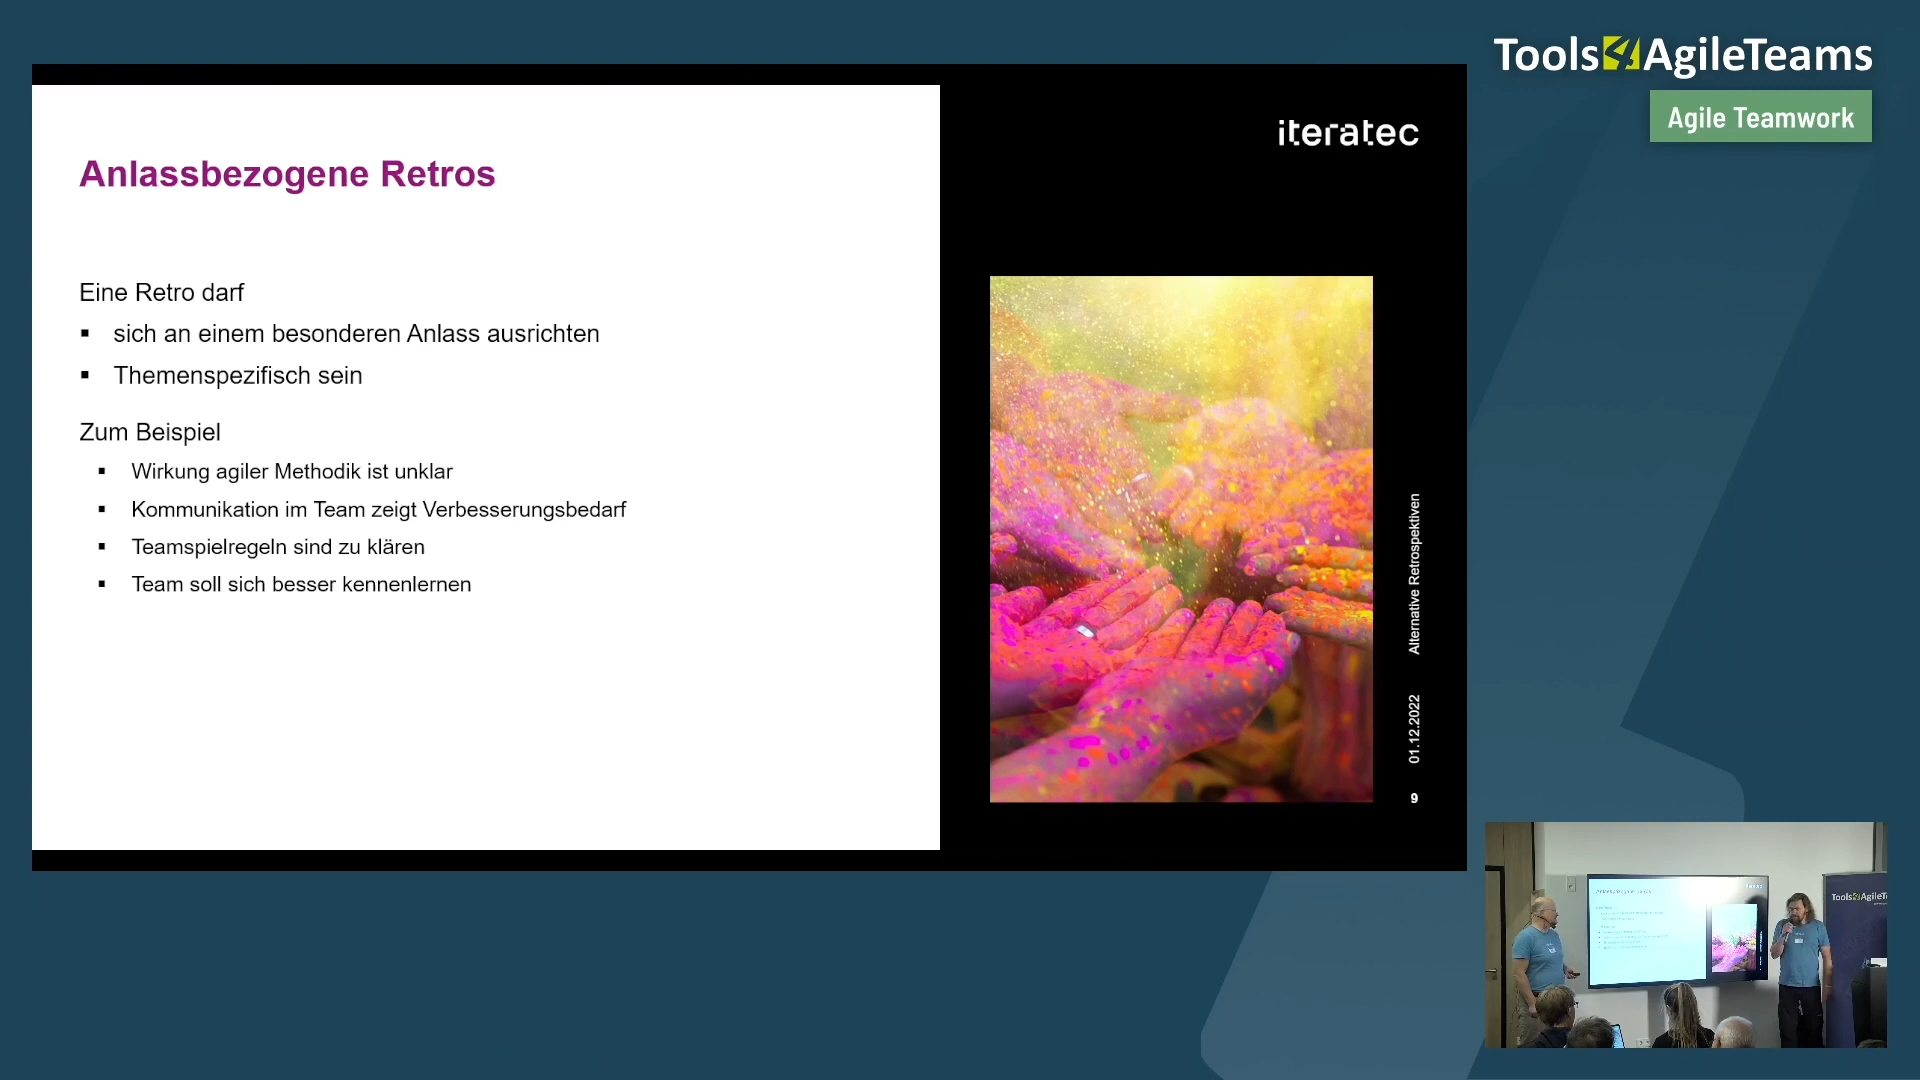 Tools4AgileTeams
Agile Teamwork
iteratec
Anlassbezogene Retros
Eine Retro darf
▪ sich an einem besonderen Anlass ausrichten
▪ Themenspezifisch sein
Zum Beispiel
▪ Wirkung agiler Methodik ist unklar
▪ Kommunikation im Team zeigt Verbesserungsbedarf
▪ Teamspielregeln sind zu klären
▪ Team soll sich besser kennenlernen
Alternative Retrospektiven
01.12.2022
9
Tools4AgileT